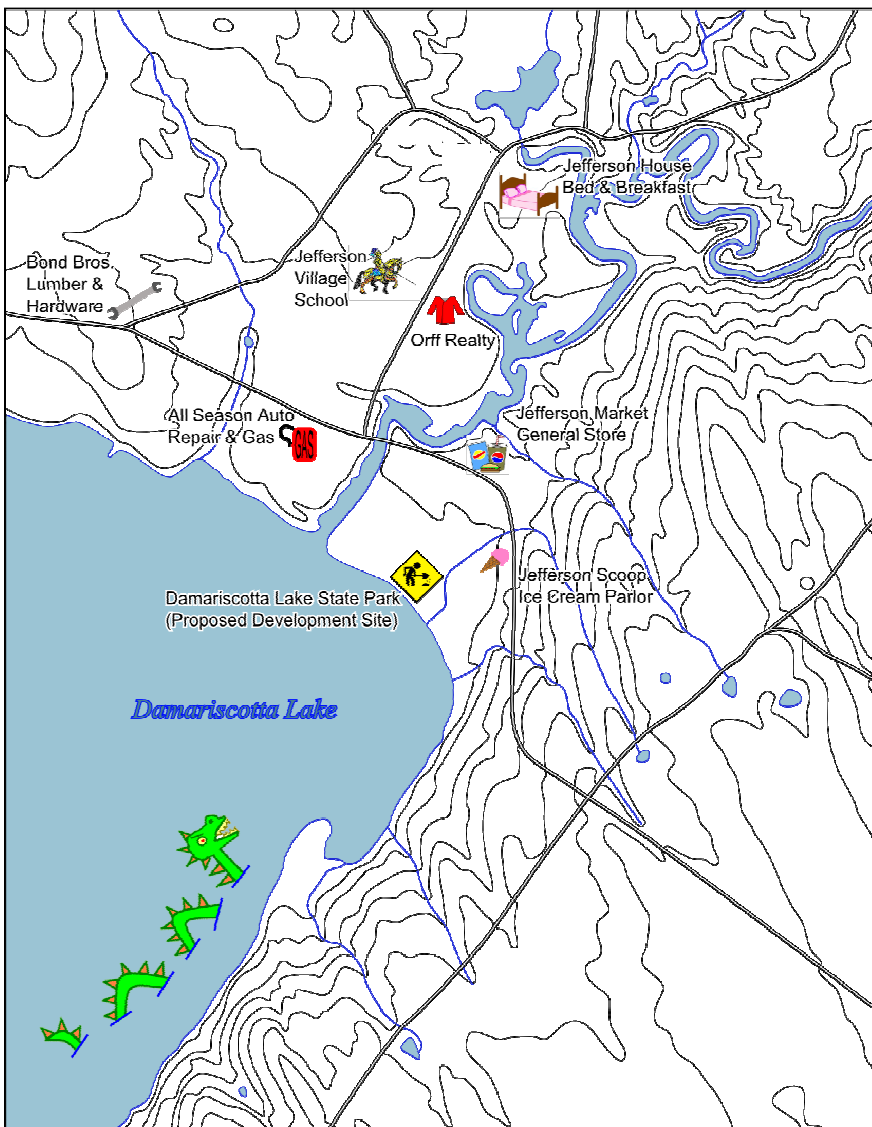 Jefferson House
Bed & Breakfast
Jefferson
Village
School
Bond Bros.
Lumber &
Hardware
Orff Realty
All Season Auto
Repair & Gas
GAS
Jefferson Market
General Store
Jefferson Scoop
Ice Cream Parlor
Damariscotta Lake State Park
(Proposed Development Site)
Damariscotta Lake